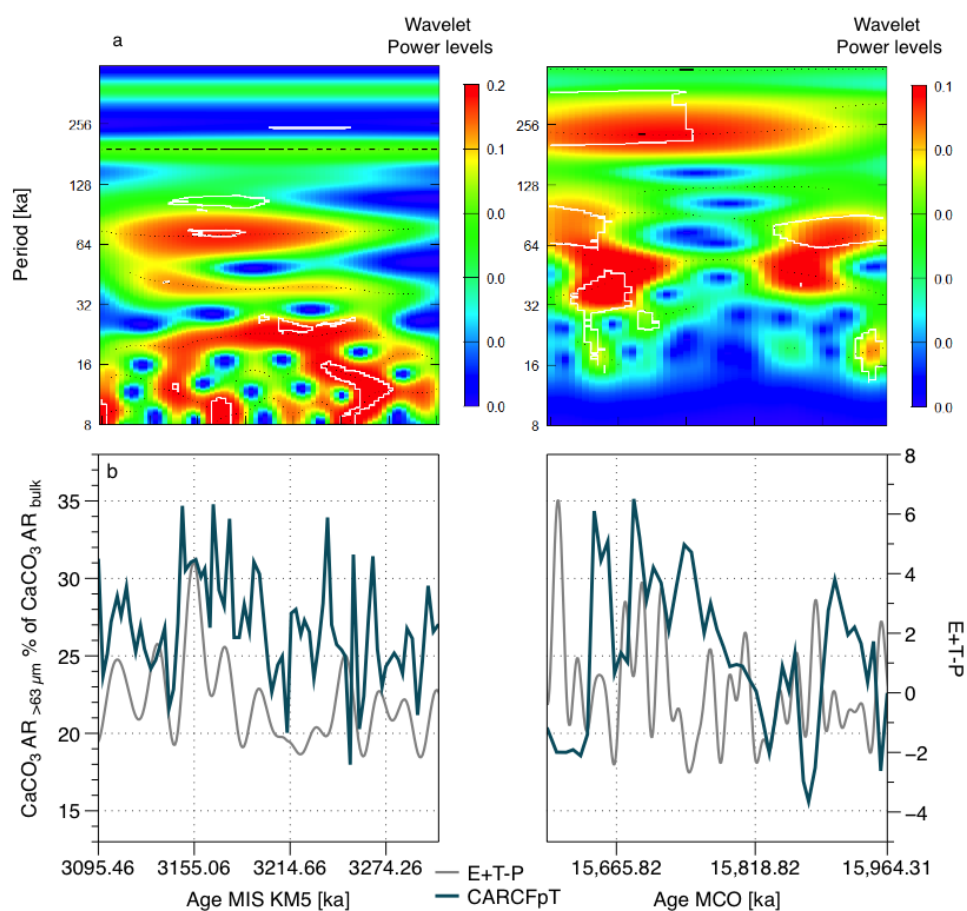 a
Wavelet
Power levels
Wavelet
Power levels
0.2
0.1
0.0
0.0
0.0
0.0
0.1
0.0
0.0
0.0
0.0
0.0
256
128
64
32
16
8
256
128
64
32
16
8
Period [ka]
b
35
30
25
20
15
CaCO₃ AR >63 µm % of CaCO₃ AR bulk
8
6
4
2
0
−2
−4
E+T-P
3095.46 3155.06 3214.66 3274.26
15,665.82 15,818.82 15,964.31
Age MIS KM5 [ka]
E+T-P
CARCFpT
Age MCO [ka]